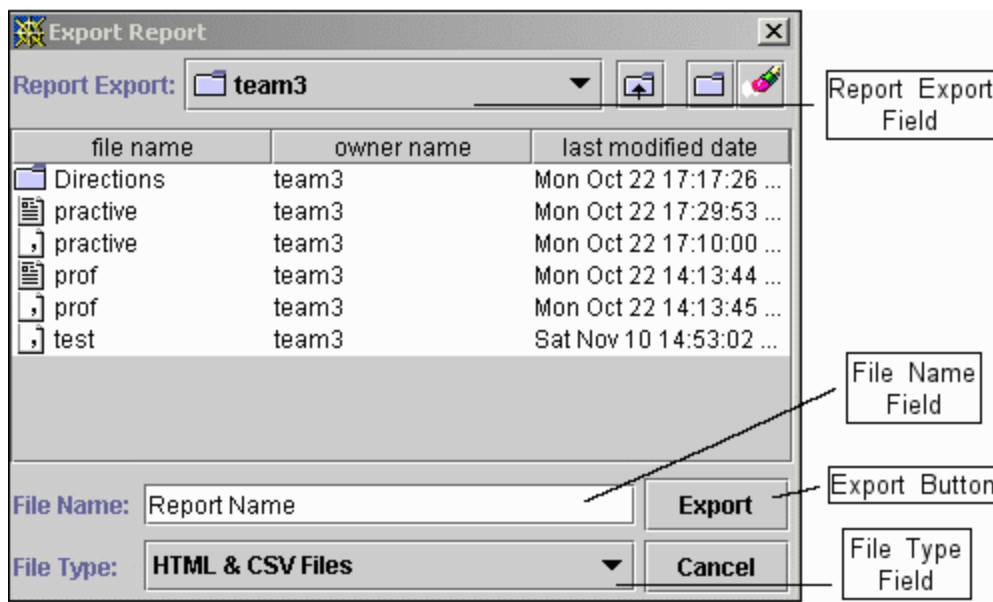 Export Report
Report Export: team3
Report Export
Field
file name owner name last modified date
Directions team3 Mon Oct 22 17:17:26 ...
practive team3 Mon Oct 22 17:29:53 ...
practive team3 Mon Oct 22 17:10:00 ...
prof team3 Mon Oct 22 14:13:44 ...
prof team3 Mon Oct 22 14:13:45 ...
test team3 Sat Nov 10 14:53:02 ...
File Name
Field
File Name: Report Name Export
Export Button
File Type: HTML & CSV Files Cancel
File Type
Field